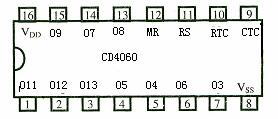 16 15 14 13 12 11 10 9
VDD 09 07 08 MR RS RTC CTC
CD4060
011 012 013 05 04 06 03 VSS
1 2 3 4 5 6 7 8